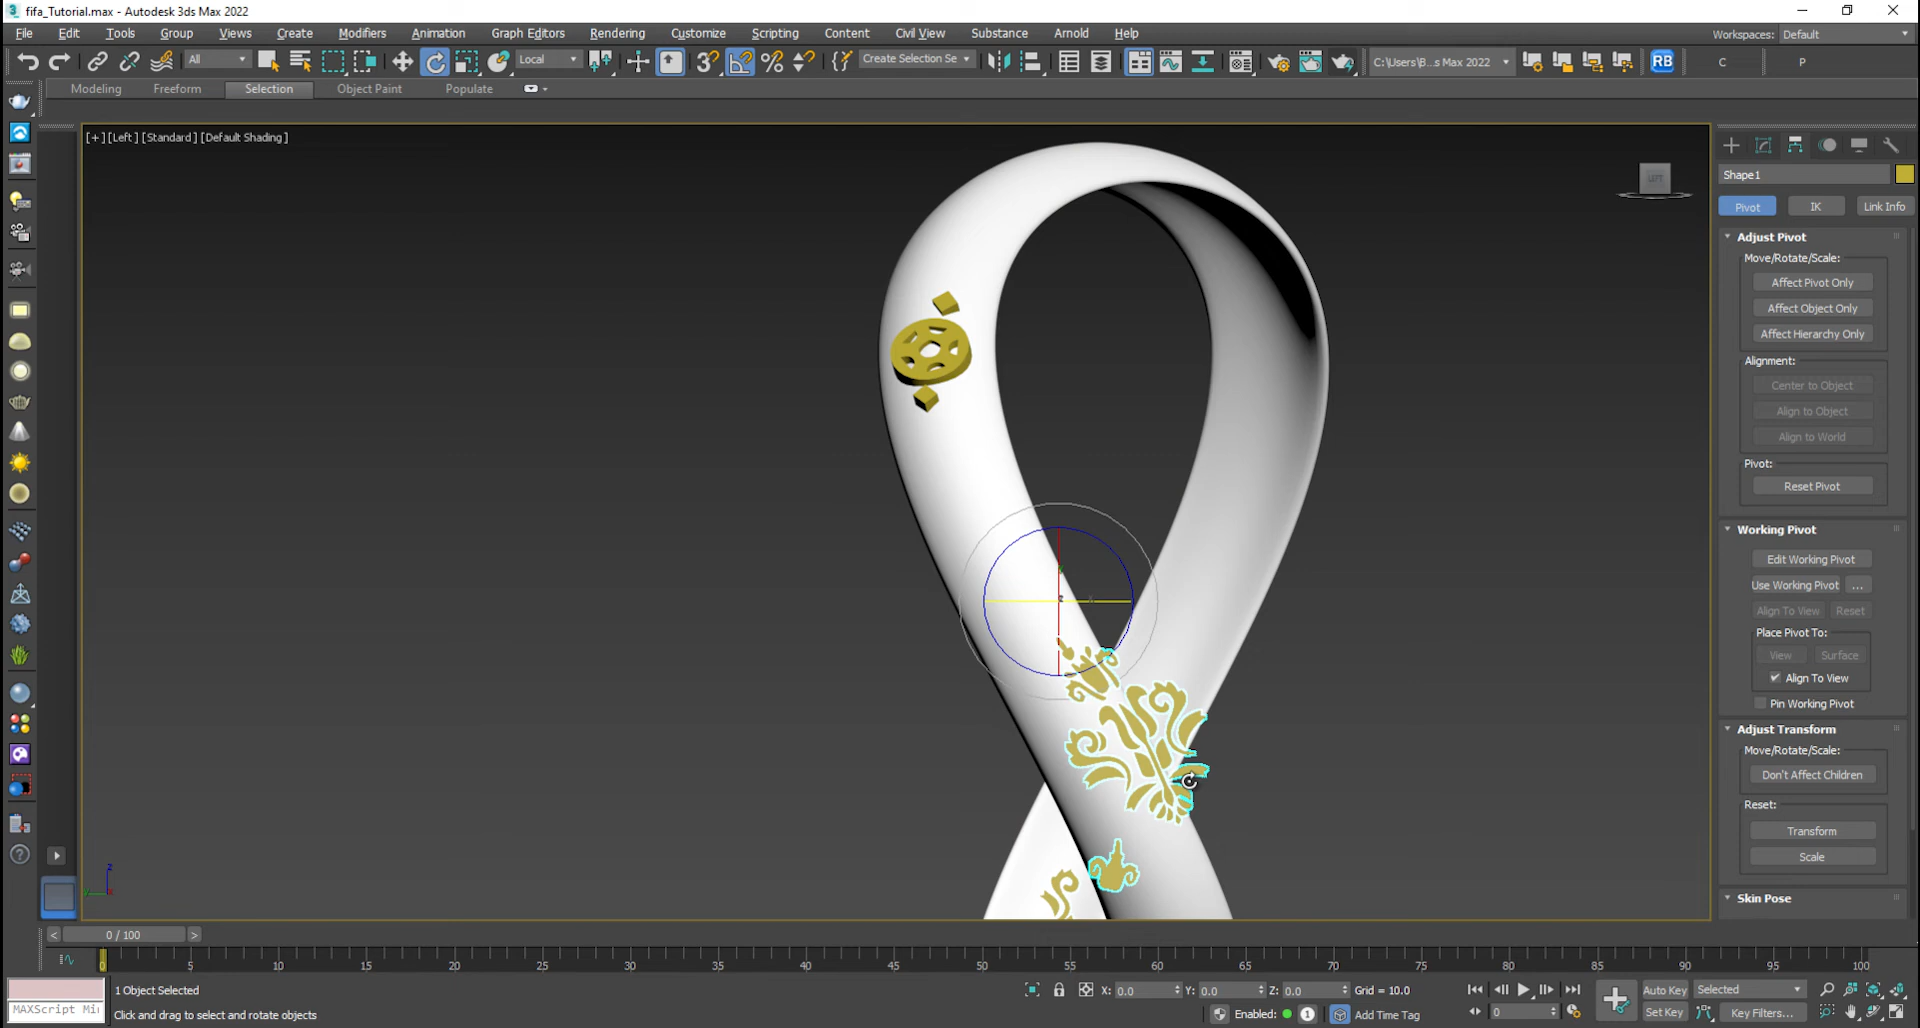 fifa_Tutorial.max - Autodesk 3ds Max 2022
File Edit Tools Group Views Create Modifiers Animation Graph Editors Rendering Customize Scripting Content Civil View Substance Arnold Help
Workspaces: Default
All Local Create Selection Se C:\Users\B...s Max 2022 RB C P
Modeling Freeform Selection Object Paint Populate
[+] [Left] [Standard] [Default Shading]
LEFT
Shape1
Pivot IK Link Info
Adjust Pivot
Move/Rotate/Scale:
Affect Pivot Only
Affect Object Only
Affect Hierarchy Only
Alignment:
Center to Object
Align to Object
Align to World
Pivot:
Reset Pivot
Working Pivot
Edit Working Pivot
Use Working Pivot ...
Align To View Reset
Place Pivot To:
View Surface
Align To View
Pin Working Pivot
Adjust Transform
Move/Rotate/Scale:
Don't Affect Children
Reset:
Transform
Scale
Skin Pose
z
y x
< 0 / 100 >
0 5 10 15 20 25 30 35 40 45 50 55 60 65 70 75 80 85 90 95 100
1 Object Selected X: 0.0 Y: 0.0 Z: 0.0 Grid = 10.0 Auto Key Selected
MAXScript Mi Click and drag to select and rotate objects Enabled: 1 Add Time Tag 0 Set Key Key Filters...